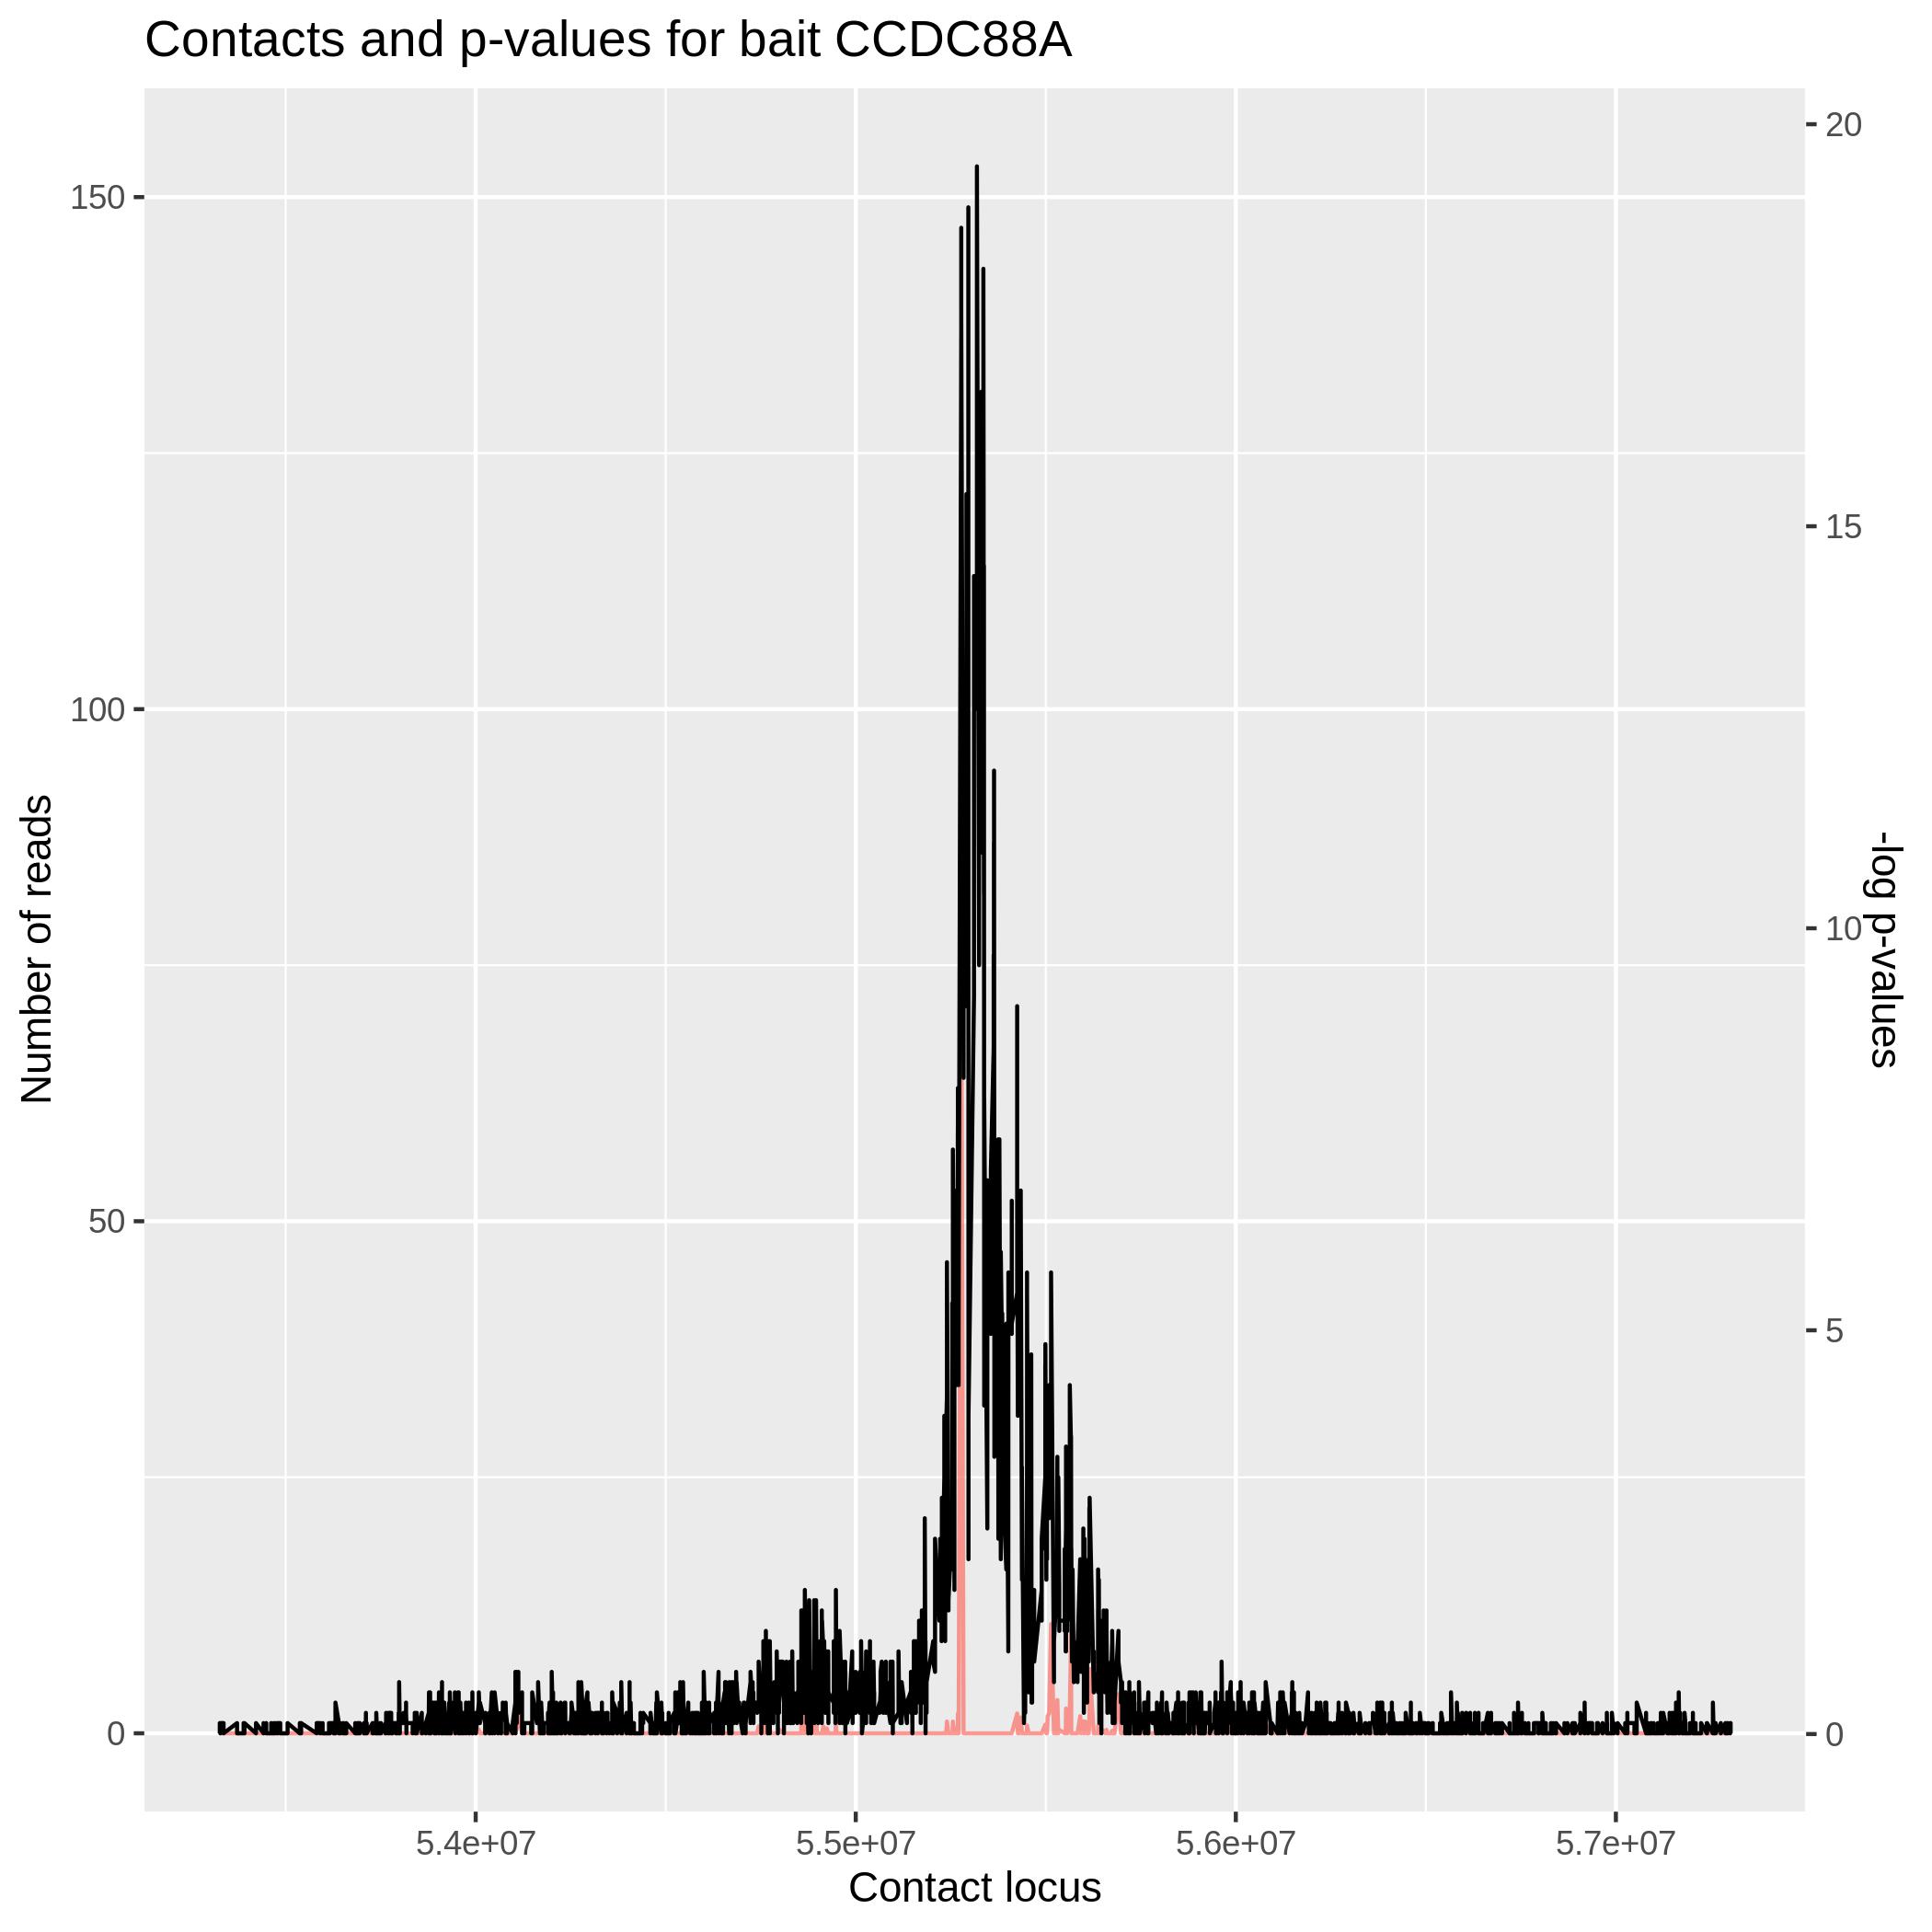 Contacts and p-values for bait CCDC88A
20
150
15
100
10
Number of reads
-log p-values
50
5
0
0
5.4e+07
5.5e+07
5.6e+07
5.7e+07
Contact locus